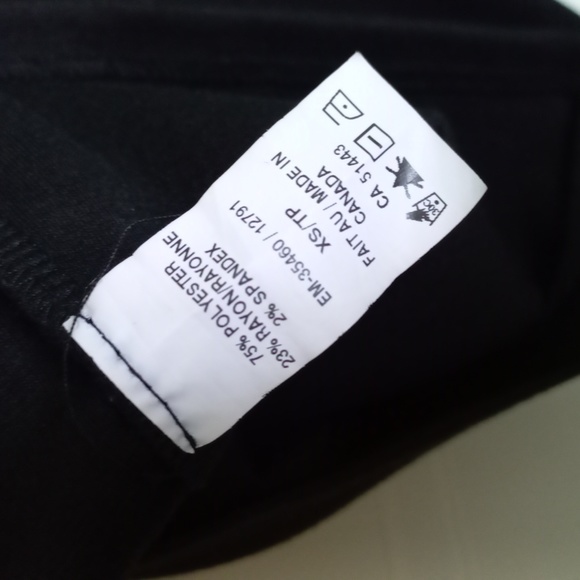 75% POLYESTER
23% RAYON/RAYONNE
2% SPANDEX
EM-35460 / 12791
XS/TP
FAIT AU / MADE IN
CANADA
CA 51443